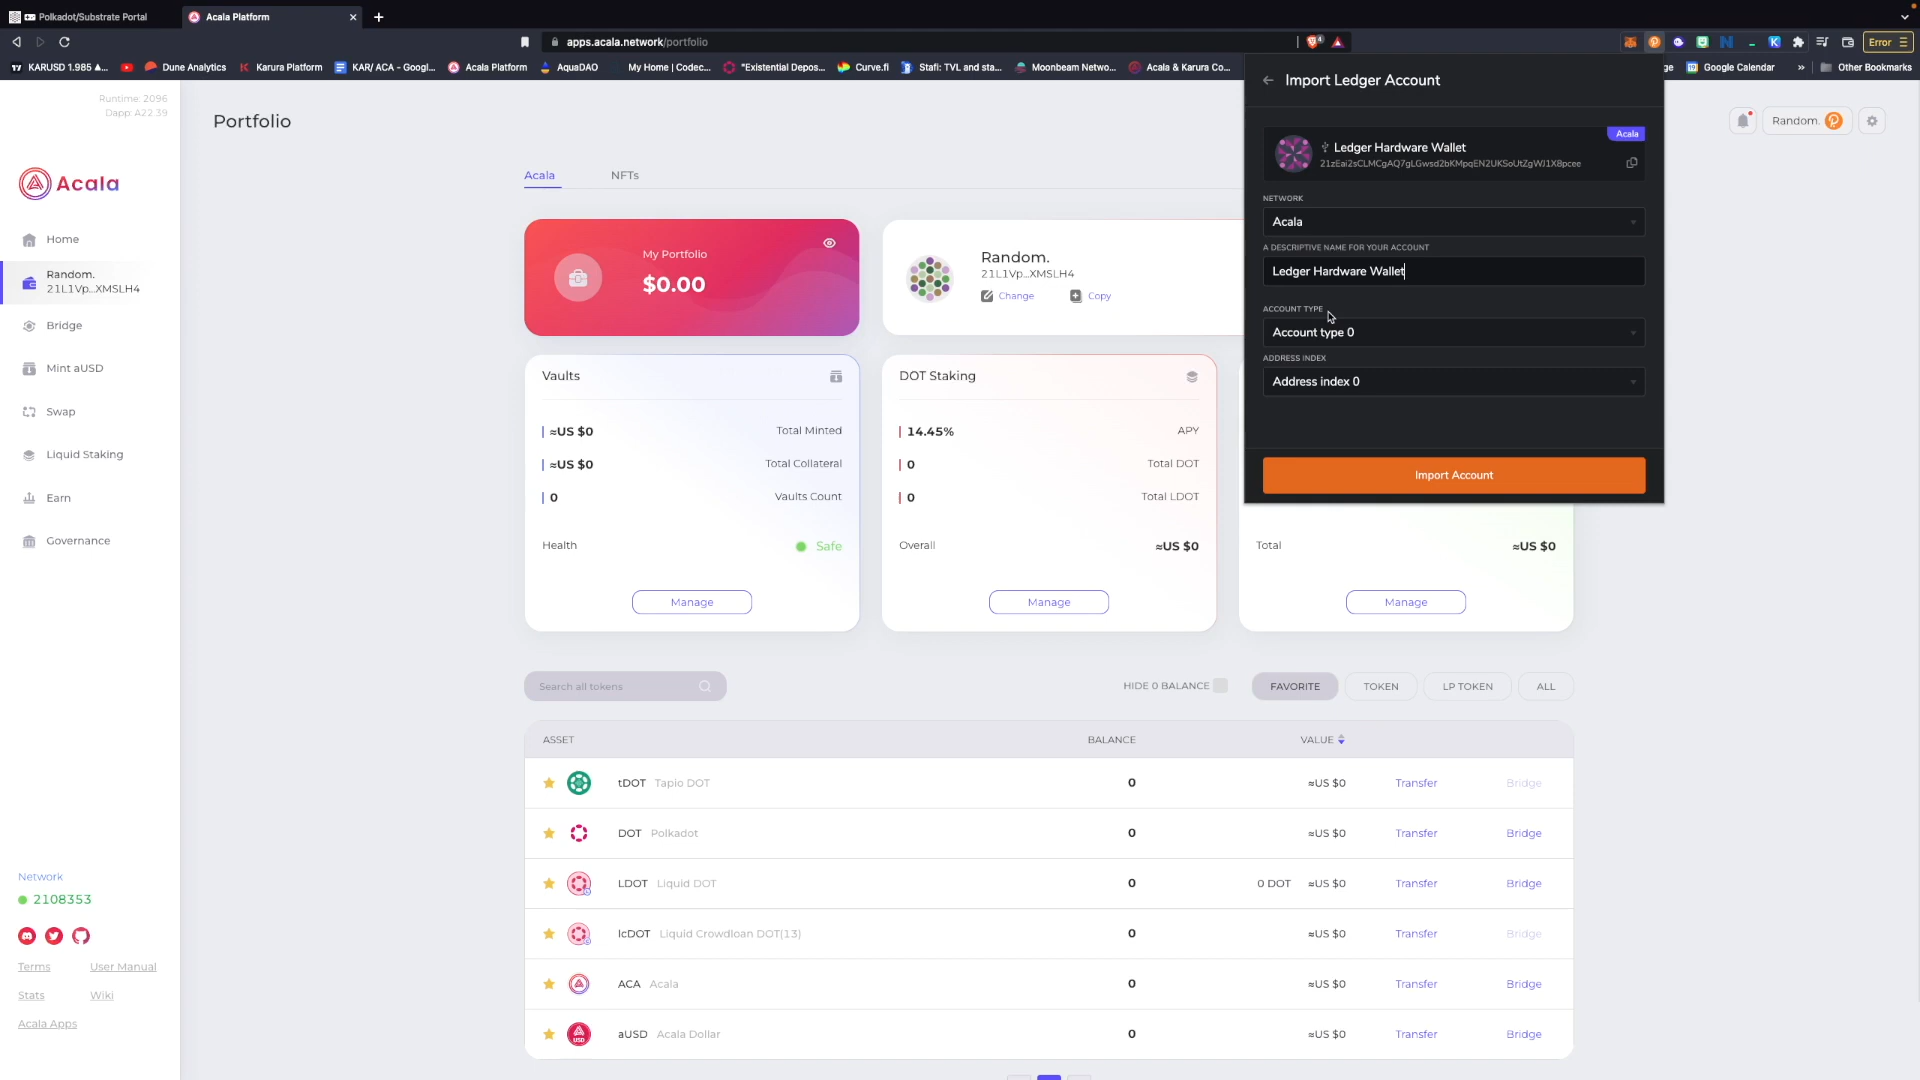 Polkadot/Substrate Portal
Acala Platform
apps.acala.network/portfolio
4
Error
KARUSD 1.985 ▲...
Dune Analytics
Karura Platform
KAR/ ACA - Googl...
Acala Platform
AquaDAO
My Home | Codec...
"Existential Depos...
Curve.fi
Stafi: TVL and sta...
Moonbeam Netwo...
Acala & Karura Co...
ge
Google Calendar
»
Other Bookmarks
Runtime: 2096
Dapp: A22.39
Acala
Home
Random.
21L1Vp...XMSLH4
Bridge
Mint aUSD
Swap
Liquid Staking
Earn
Governance
Network
2108353
Terms
User Manual
Stats
Wiki
Acala Apps
Portfolio
Random.
Acala
NFTs
My Portfolio
$0.00
Random.
21L1Vp...XMSLH4
Change
Copy
Vaults
≈US $0
Total Minted
≈US $0
Total Collateral
0
Vaults Count
Health
Safe
Manage
DOT Staking
14.45%
APY
0
Total DOT
0
Total LDOT
Overall
≈US $0
Manage
Total
≈US $0
Manage
Import Ledger Account
Acala
Ledger Hardware Wallet
21zEai2sCLMCgAQ7gLGwsd2bKMpqEN2UKSoUtZgWJ1X8pcee
NETWORK
Acala
A DESCRIPTIVE NAME FOR YOUR ACCOUNT
Ledger Hardware Wallet
ACCOUNT TYPE
Account type 0
ADDRESS INDEX
Address index 0
Import Account
Search all tokens
HIDE 0 BALANCE
FAVORITE
TOKEN
LP TOKEN
ALL
ASSET
BALANCE
VALUE
tDOT Tapio DOT
0
≈US $0
Transfer
Bridge
DOT Polkadot
0
≈US $0
Transfer
Bridge
LDOT Liquid DOT
0
0 DOT ≈US $0
Transfer
Bridge
lcDOT Liquid Crowdloan DOT(13)
0
≈US $0
Transfer
Bridge
ACA Acala
0
≈US $0
Transfer
Bridge
USD
aUSD Acala Dollar
0
≈US $0
Transfer
Bridge